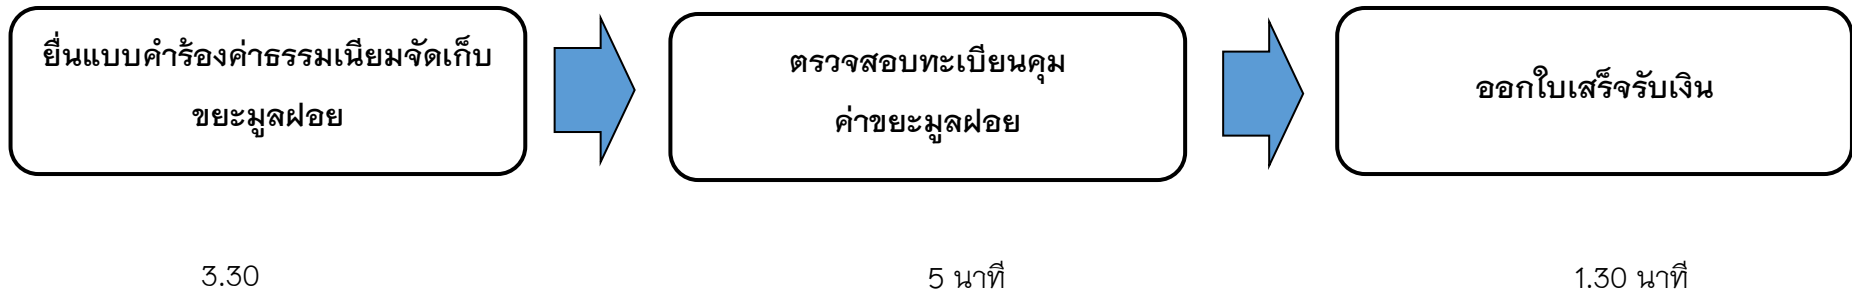 ยื่นแบบคำร้องค่าธรรมเนียมจัดเก็บ
ขยะมูลฝอย
ตรวจสอบทะเบียนคุม
ค่าขยะมูลฝอย
ออกใบเสร็จรับเงิน
3.30
5 นาที
1.30 นาที